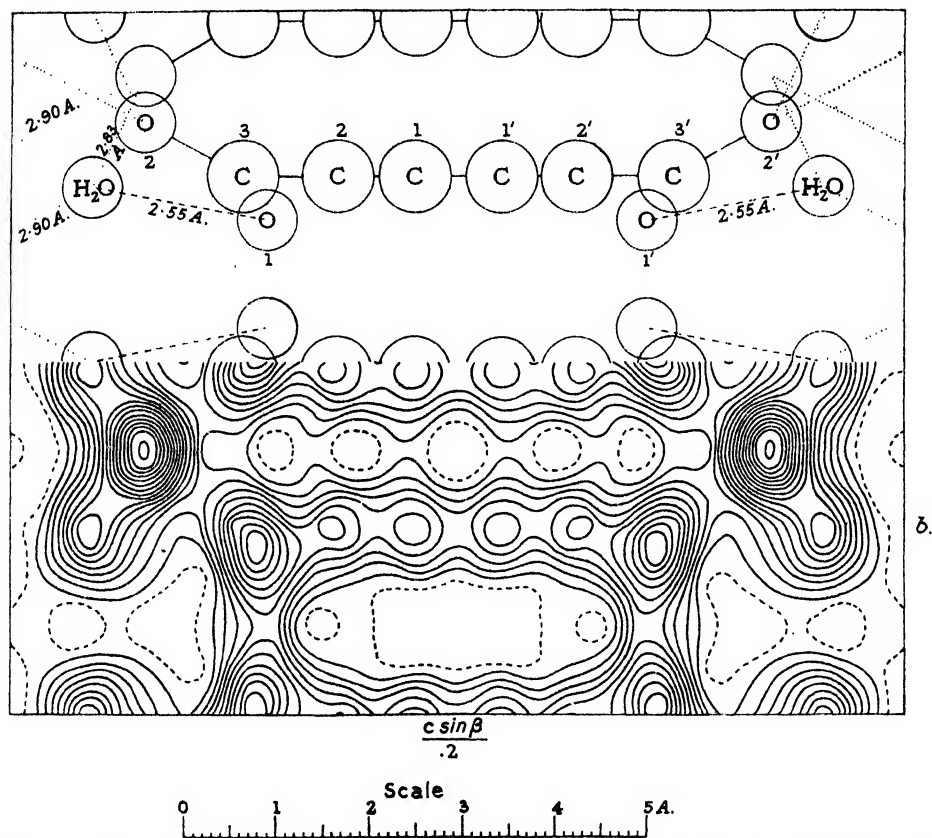 2·90 A.
2·83 A
O
2
3 2 1 1' 2' 3'
O
2'
H₂O
C C C C C C
H₂O
2·90 A.
2·55 A.
O
1
O
1'
2·55 A.
b.
c sin β
.2
Scale
0 1 2 3 4 5 A.